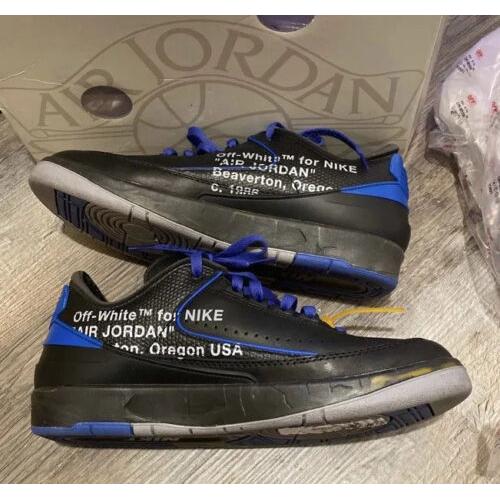 AIR JORDAN
Off-White™ for NIKE
"AIR JORDAN"
Beaverton, Orego
c. 1986
Off-White™ for NIKE
"AIR JORDAN"
ton, Oregon USA